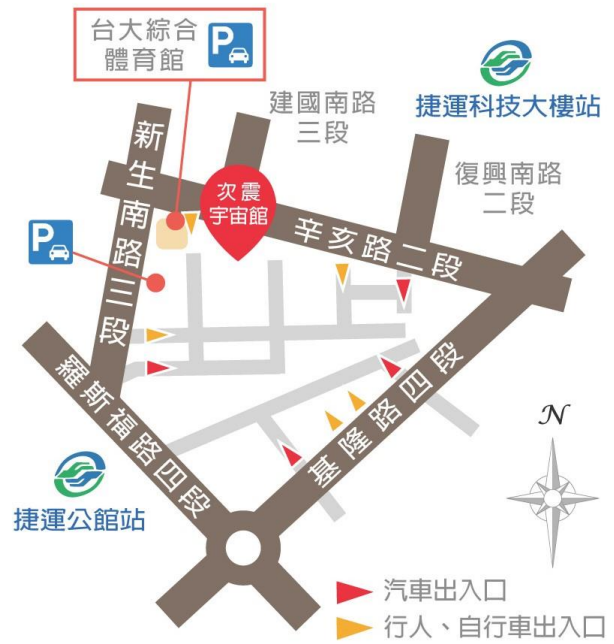 台大綜合
體育館
P
捷運科技大樓站
建國南路
三段
新生南路三段
復興南路
二段
次震
宇宙館
辛亥路二段
P
羅斯福路四段
基隆路四段
N
捷運公館站
汽車出入口
行人、自行車出入口